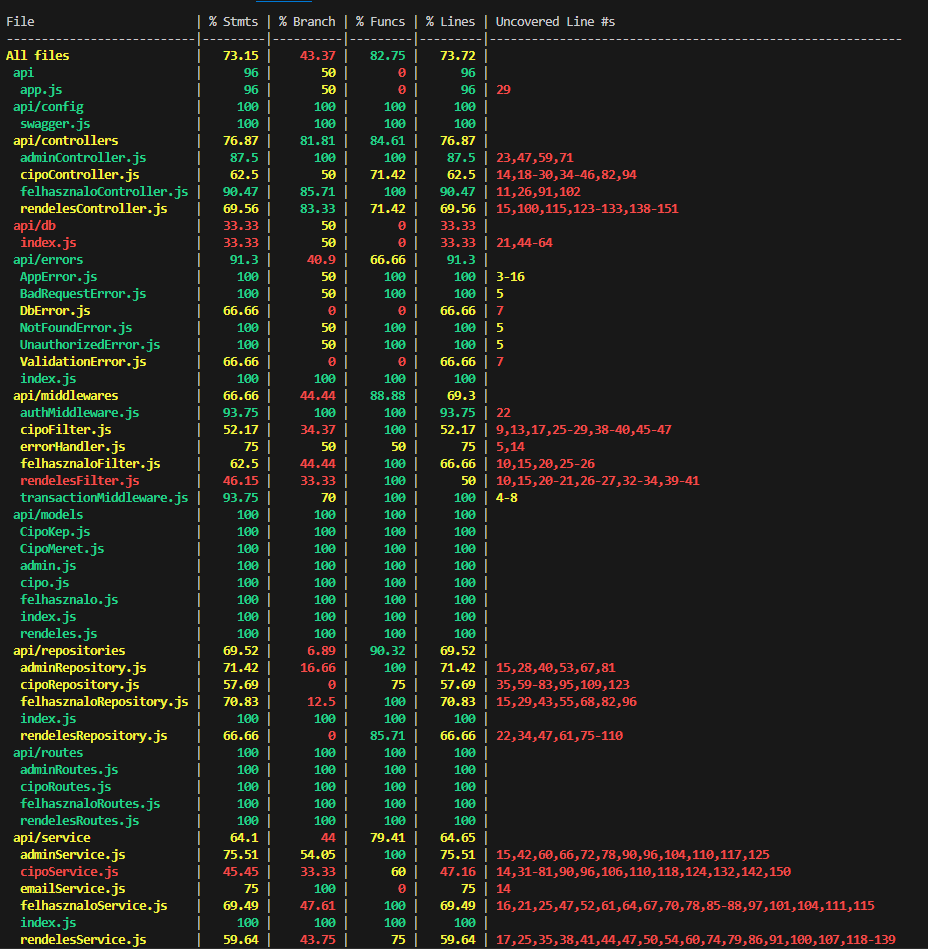 File | % Stmts | % Branch | % Funcs | % Lines | Uncovered Line #s
---------------------------|---------|----------|---------|---------|-----------------------------------------------------------
All files | 73.15 | 43.37 | 82.75 | 73.72 |
api | 96 | 50 | 0 | 96 |
app.js | 96 | 50 | 0 | 96 | 29
api/config | 100 | 100 | 100 | 100 |
swagger.js | 100 | 100 | 100 | 100 |
api/controllers | 76.87 | 81.81 | 84.61 | 76.87 |
adminController.js | 87.5 | 100 | 100 | 87.5 | 23,47,59,71
cipoController.js | 62.5 | 50 | 71.42 | 62.5 | 14,18-30,34-46,82,94
felhasznaloController.js | 90.47 | 85.71 | 100 | 90.47 | 11,26,91,102
rendelesController.js | 69.56 | 83.33 | 71.42 | 69.56 | 15,100,115,123-133,138-151
api/db | 33.33 | 50 | 0 | 33.33 |
index.js | 33.33 | 50 | 0 | 33.33 | 21,44-64
api/errors | 91.3 | 40.9 | 66.66 | 91.3 |
AppError.js | 100 | 50 | 100 | 100 | 3-16
BadRequestError.js | 100 | 50 | 100 | 100 | 5
DbError.js | 66.66 | 0 | 0 | 66.66 | 7
NotFoundError.js | 100 | 50 | 100 | 100 | 5
UnauthorizedError.js | 100 | 50 | 100 | 100 | 5
ValidationError.js | 66.66 | 0 | 0 | 66.66 | 7
index.js | 100 | 100 | 100 | 100 |
api/middlewares | 66.66 | 44.44 | 88.88 | 69.3 |
authMiddleware.js | 93.75 | 100 | 100 | 93.75 | 22
cipoFilter.js | 52.17 | 34.37 | 100 | 52.17 | 9,13,17,25-29,38-40,45-47
errorHandler.js | 75 | 50 | 50 | 75 | 5,14
felhasznaloFilter.js | 62.5 | 44.44 | 100 | 66.66 | 10,15,20,25-26
rendelesFilter.js | 46.15 | 33.33 | 100 | 50 | 10,15,20-21,26-27,32-34,39-41
transactionMiddleware.js | 93.75 | 70 | 100 | 100 | 4-8
api/models | 100 | 100 | 100 | 100 |
CipoKep.js | 100 | 100 | 100 | 100 |
CipoMeret.js | 100 | 100 | 100 | 100 |
admin.js | 100 | 100 | 100 | 100 |
cipo.js | 100 | 100 | 100 | 100 |
felhasznalo.js | 100 | 100 | 100 | 100 |
index.js | 100 | 100 | 100 | 100 |
rendeles.js | 100 | 100 | 100 | 100 |
api/repositories | 69.52 | 6.89 | 90.32 | 69.52 |
adminRepository.js | 71.42 | 16.66 | 100 | 71.42 | 15,28,40,53,67,81
cipoRepository.js | 57.69 | 0 | 75 | 57.69 | 35,59-83,95,109,123
felhasznaloRepository.js | 70.83 | 12.5 | 100 | 70.83 | 15,29,43,55,68,82,96
index.js | 100 | 100 | 100 | 100 |
rendelesRepository.js | 66.66 | 0 | 85.71 | 66.66 | 22,34,47,61,75-110
api/routes | 100 | 100 | 100 | 100 |
adminRoutes.js | 100 | 100 | 100 | 100 |
cipoRoutes.js | 100 | 100 | 100 | 100 |
felhasznaloRoutes.js | 100 | 100 | 100 | 100 |
rendelesRoutes.js | 100 | 100 | 100 | 100 |
api/service | 64.1 | 44 | 79.41 | 64.65 |
adminService.js | 75.51 | 54.05 | 100 | 75.51 | 15,42,60,66,72,78,90,96,104,110,117,125
cipoService.js | 45.45 | 33.33 | 60 | 47.16 | 14,31-81,90,96,106,110,118,124,132,142,150
emailService.js | 75 | 100 | 0 | 75 | 14
felhasznaloService.js | 69.49 | 47.61 | 100 | 69.49 | 16,21,25,47,52,61,64,67,70,78,85-88,97,101,104,111,115
index.js | 100 | 100 | 100 | 100 |
rendelesService.js | 59.64 | 43.75 | 75 | 59.64 | 17,25,35,38,41,44,47,50,54,60,74,79,86,91,100,107,118-139